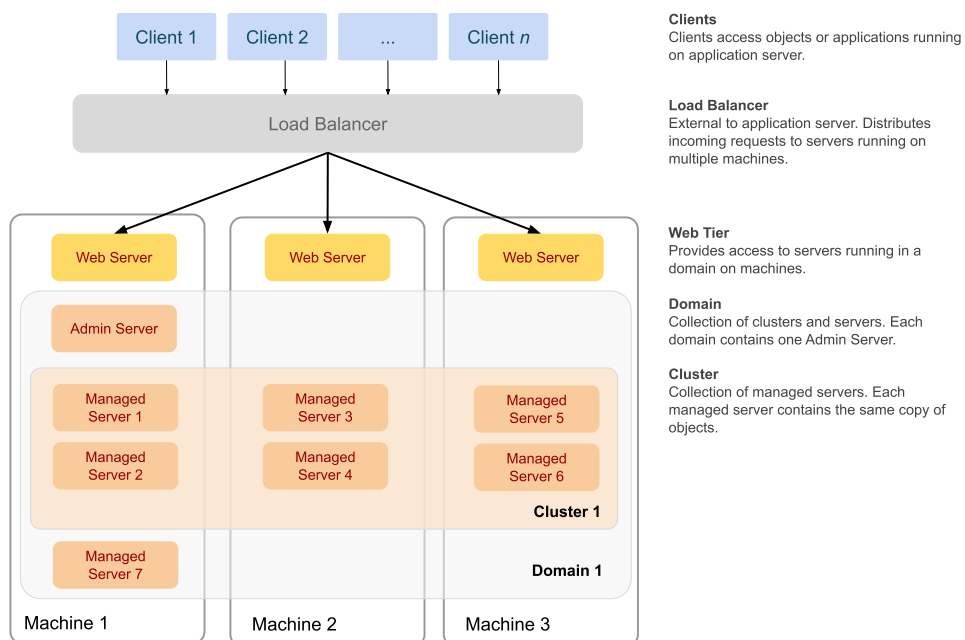 Client 1
Client 2
...
Client n
Load Balancer
Web Server
Web Server
Web Server
Admin Server
Managed
Server 1
Managed
Server 3
Managed
Server 5
Managed
Server 2
Managed
Server 4
Managed
Server 6
Cluster 1
Managed
Server 7
Domain 1
Machine 1
Machine 2
Machine 3
Clients
Clients access objects or applications running
on application server.
Load Balancer
External to application server. Distributes
incoming requests to servers running on
multiple machines.
Web Tier
Provides access to servers running in a
domain on machines.
Domain
Collection of clusters and servers. Each
domain contains one Admin Server.
Cluster
Collection of managed servers. Each
managed server contains the same copy of
objects.